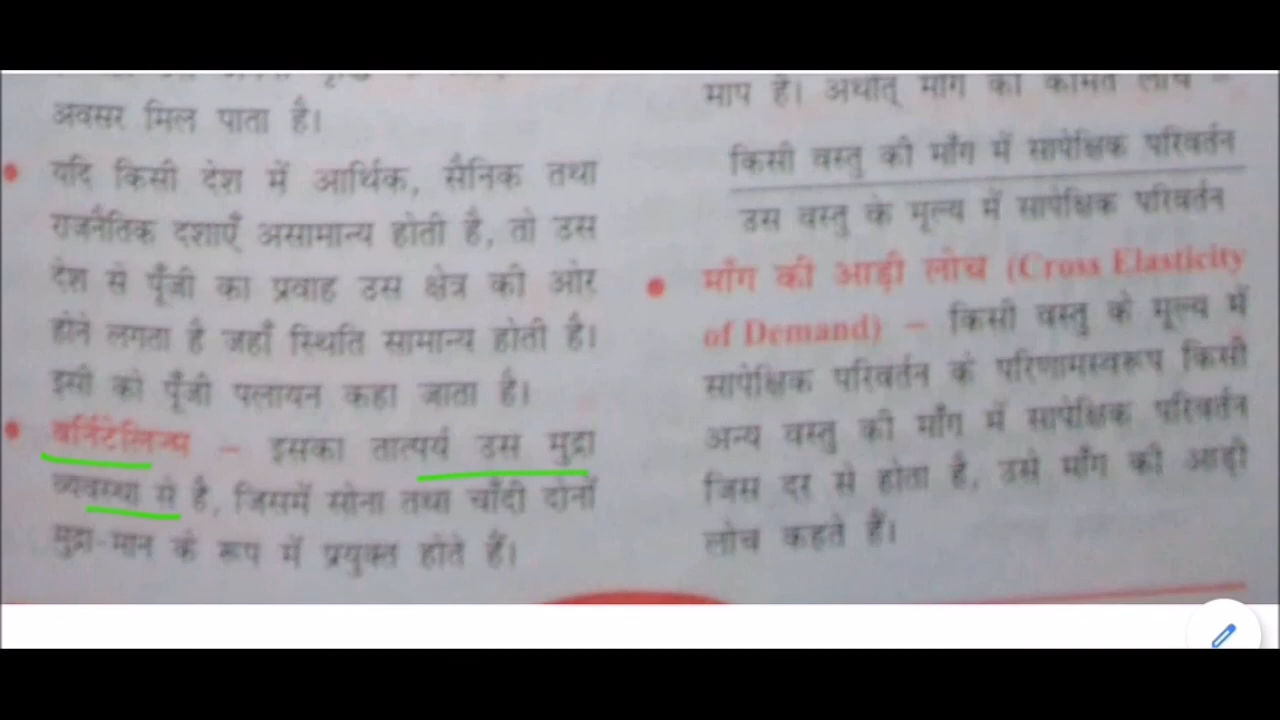 अवसर मिल पाता है।
यदि किसी देश में आर्थिक, सैनिक तथा
राजनैतिक दशाएँ असामान्य होती है, तो उस
देश से पूँजी का प्रवाह उस क्षेत्र की ओर
होने लगता है जहाँ स्थिति सामान्य होती है।
इसी को पूँजी पलायन कहा जाता है।
– इसका तात्पर्य उस मुद्रा
व्यवस्था से है, जिसमें सोना तथा चाँदी दोनों
मुद्रा-मान के रूप में प्रयुक्त होते हैं।
माप है। अर्थात् माँग की कीमत लोच –
किसी वस्तु की माँग में सापेक्षिक परिवर्तन
उस वस्तु के मूल्य में सापेक्षिक परिवर्तन
माँग की आड़ी लोच (Cross Elasticity
of Demand) – किसी वस्तु के मूल्य में
सापेक्षिक परिवर्तन के परिणामस्वरूप किसी
अन्य वस्तु की माँग में सापेक्षिक परिवर्तन
जिस दर से होता है, उसे माँग की आड़ी
लोच कहते हैं।